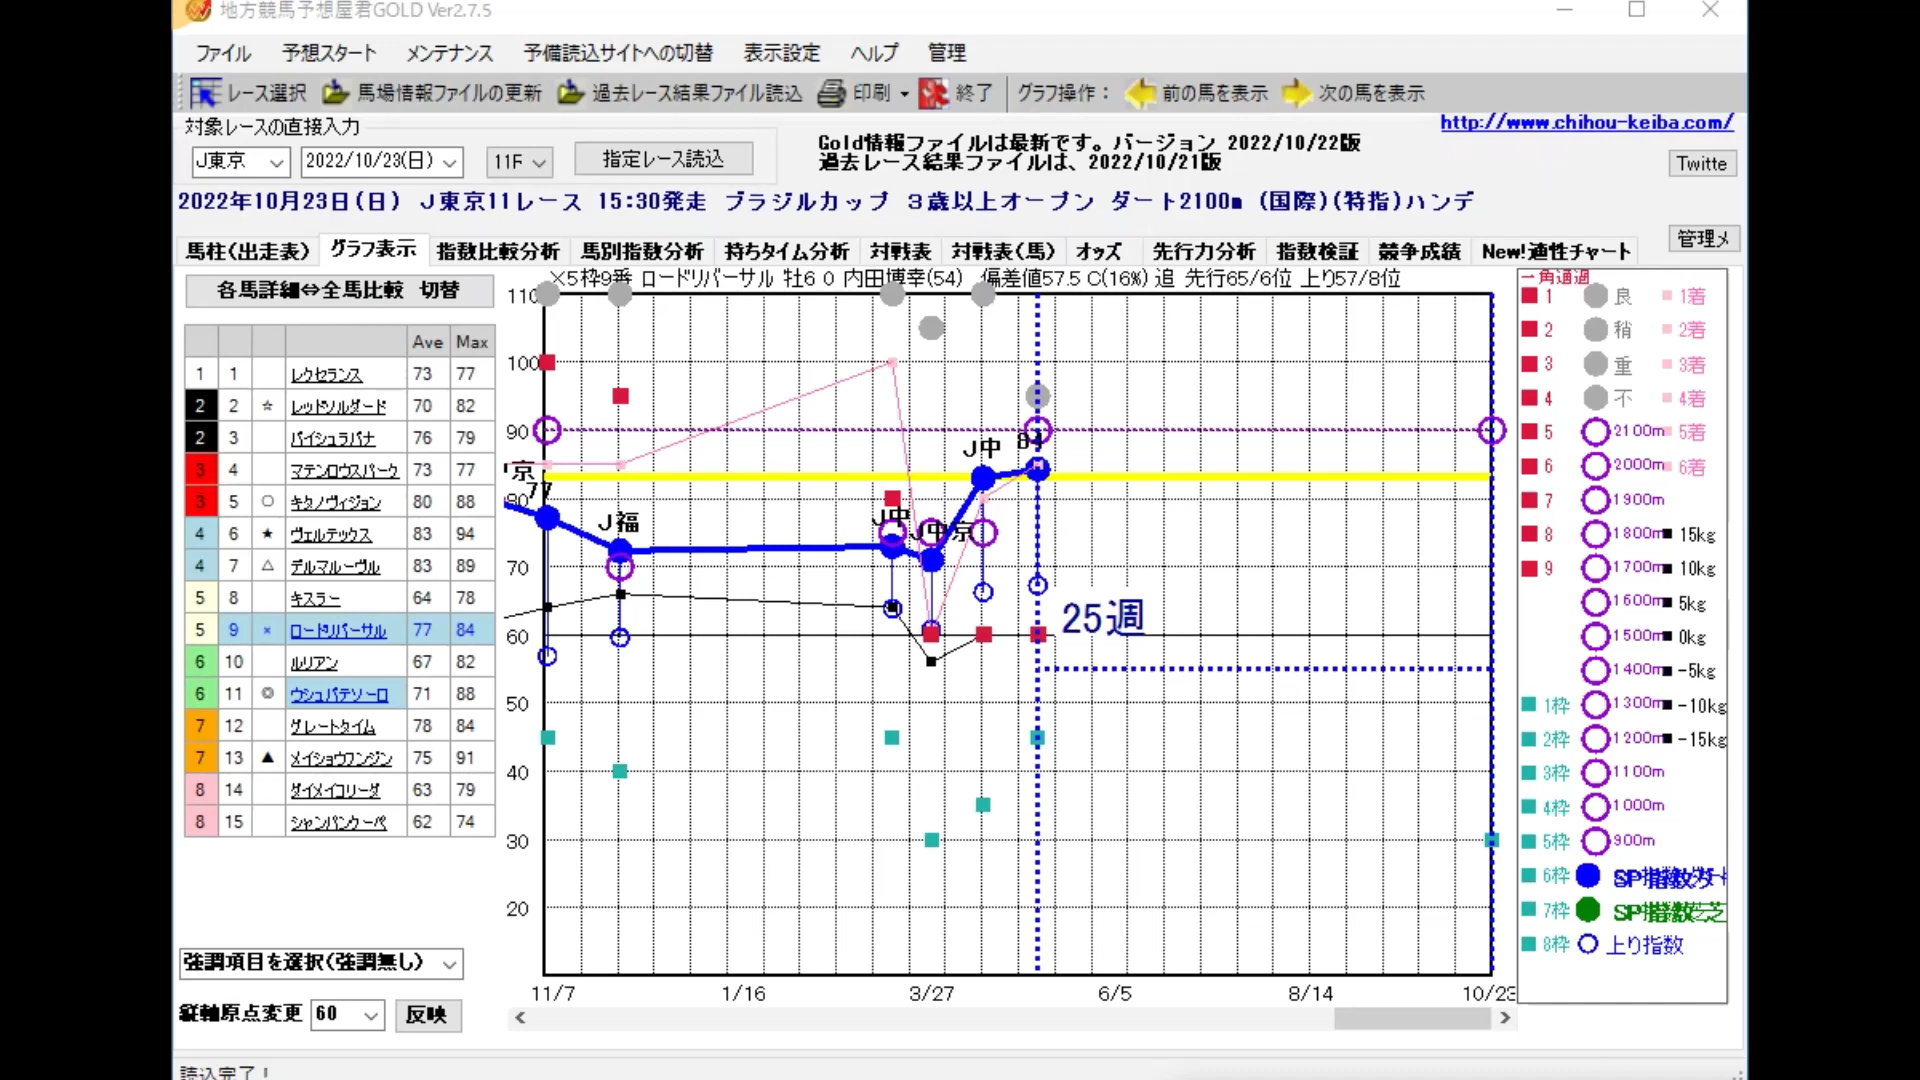 地方競馬予想屋君GOLD Ver2.7.5
ファイル 予想スタート メンテナンス 予備読込サイトへの切替 表示設定 ヘルプ 管理
レース選択 馬場情報ファイルの更新 過去レース結果ファイル読込 印刷 終了 グラフ操作： 前の馬を表示 次の馬を表示
対象レースの直接入力
J東京 2022/10/23(日) 11F 指定レース読込
Gold情報ファイルは最新です。バージョン 2022/10/22版
過去レース結果ファイルは、2022/10/21版
http://www.chihou-keiba.com/
Twitte
2022年10月23日(日) J東京11レース 15:30発走 ブラジルカップ 3歳以上オープン ダート2100m (国際)(特指)ハンデ
管理メ
馬柱(出走表) グラフ表示 指数比較分析 馬別指数分析 持ちタイム分析 対戦表 対戦表(馬) オッズ 先行力分析 指数検証 競争成績 New!適性チャート
各馬詳細⇔全馬比較 切替
×5枠9番 ロードリバーサル 牡6 0 内田博幸(54) 偏差値57.5 C(16%) 追 先行65/6位 上り57/8位
Ave Max
1 1 レクセランス 73 77
2 2 ☆ レッドソルダード 70 82
2 3 パイシュラバナ 76 79
3 4 マテンロウスパーク 73 77
3 5 ○ キタノヴィジョン 80 88
4 6 ★ ヴェルテックス 83 94
4 7 △ デルマルーヴル 83 89
5 8 キスラー 64 78
5 9 × ロードリバーサル 77 84
6 10 ルリアン 67 82
6 11 ◎ ウシュバテソーロ 71 88
7 12 グレートタイム 78 84
7 13 ▲ メイショウワンジン 75 91
8 14 ダイメイコリーダ 63 79
8 15 シャンパンクーペ 62 74
強調項目を選択(強調無し)
縦軸原点変更 60 反映
110
100
90
80
70
60
50
40
30
20
京
77
J福
J中
J中京
J中
84
25週
11/7 1/16 3/27 6/5 8/14 10/23
一角通過
1 良 1着
2 稍 2着
3 重 3着
4 不 4着
5 2100m 5着
6 2000m 6着
7 1900m
8 1800m 15kg
9 1700m 10kg
1600m 5kg
1500m 0kg
1400m -5kg
1枠 1300m -10kg
2枠 1200m -15kg
3枠 1100m
4枠 1000m
5枠 900m
6枠 SP指数ダート
7枠 SP指数芝
8枠 上り指数
読込完了！